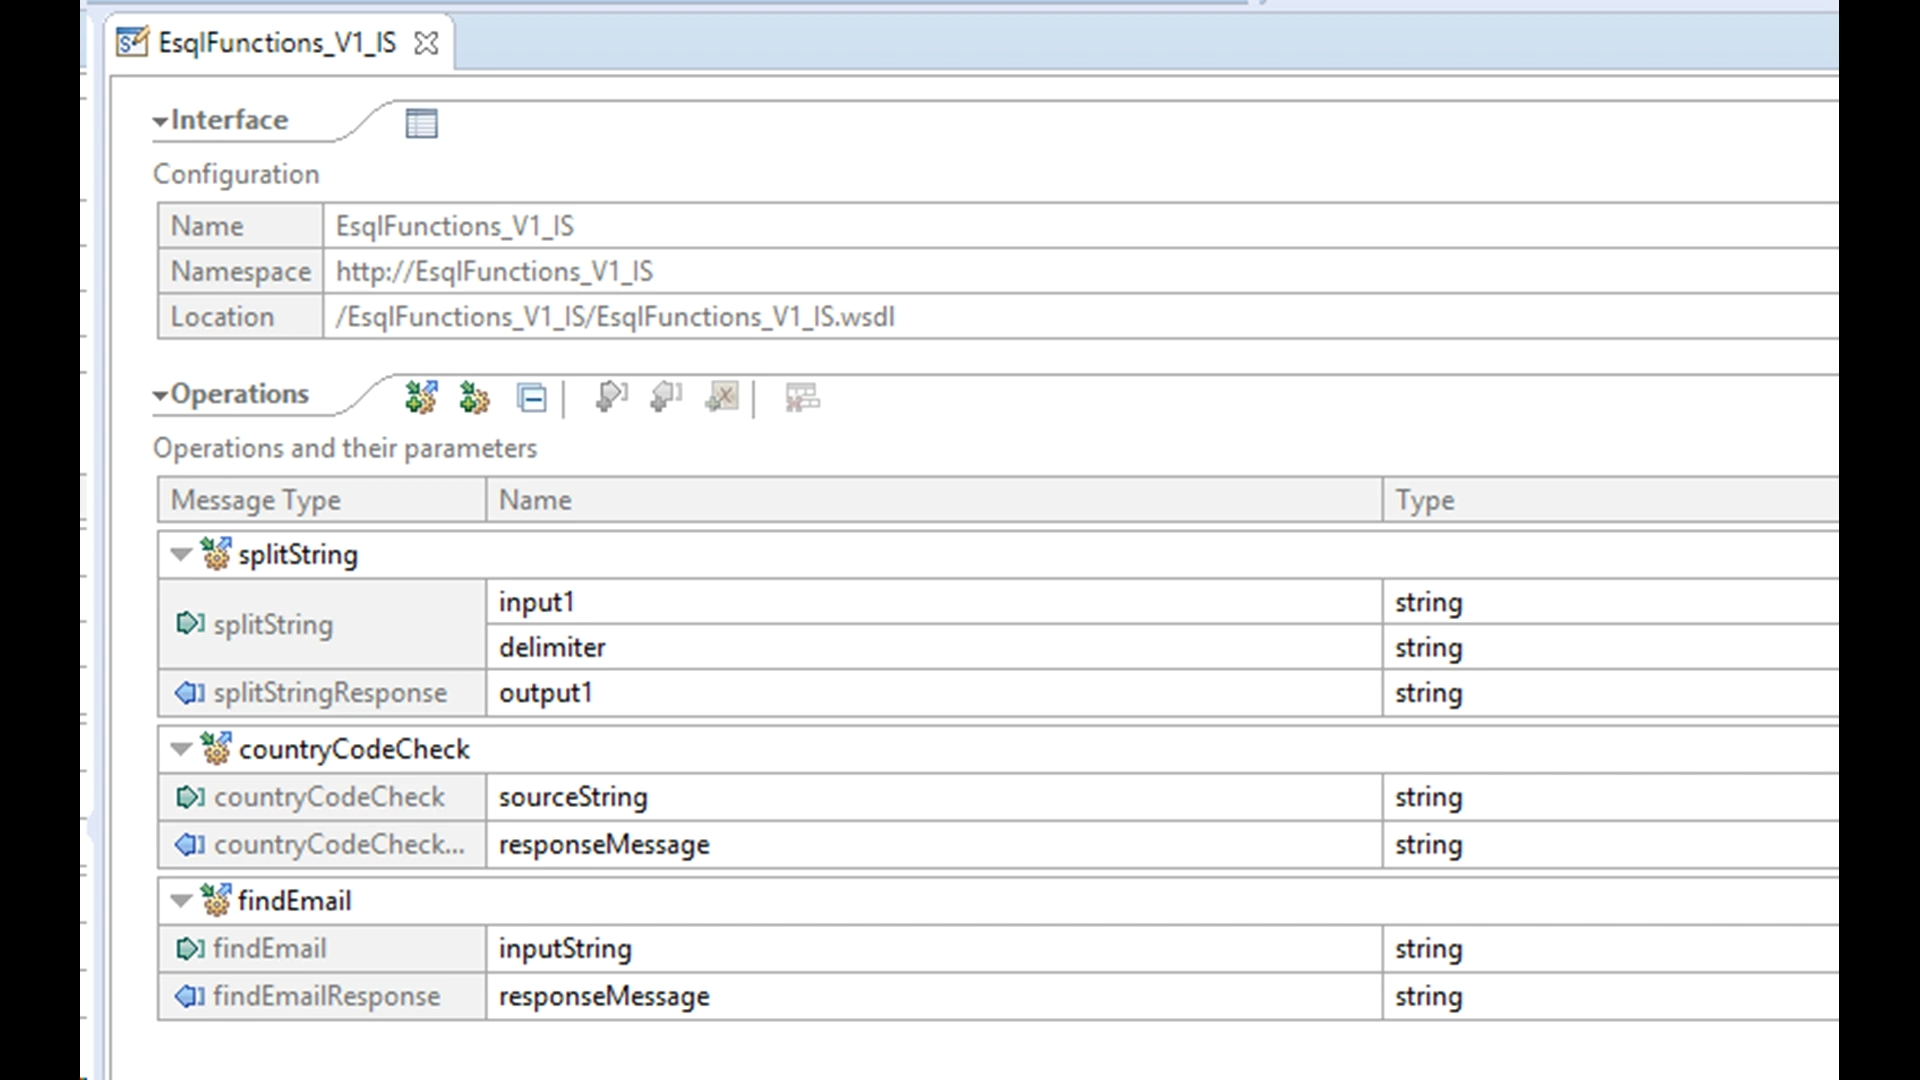 EsqlFunctions_V1_IS
Interface
Configuration
Name EsqlFunctions_V1_IS
Namespace http://EsqlFunctions_V1_IS
Location /EsqlFunctions_V1_IS/EsqlFunctions_V1_IS.wsdl
Operations
Operations and their parameters
Message Type Name Type
splitString
splitString input1 string
delimiter string
splitStringResponse output1 string
countryCodeCheck
countryCodeCheck sourceString string
countryCodeCheck... responseMessage string
findEmail
findEmail inputString string
findEmailResponse responseMessage string